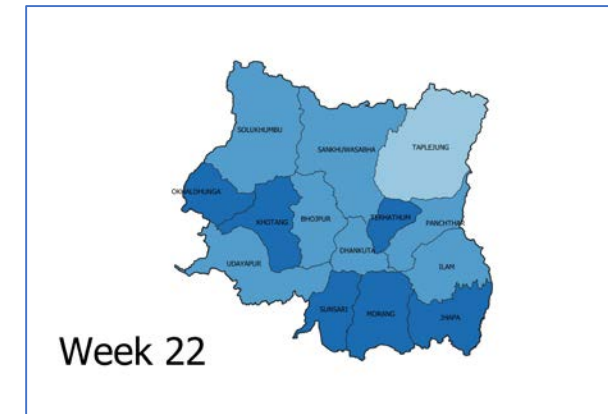 SOLUKHUMBU
SANKHUWASABHA
TAPLEJUNG
OKHALDHUNGA
KHOTANG
BHOJPUR
TERHATHUM
PANCHTHAR
DHANKUTA
UDAYAPUR
ILAM
SUNSARI
MORANG
JHAPA
Week 22